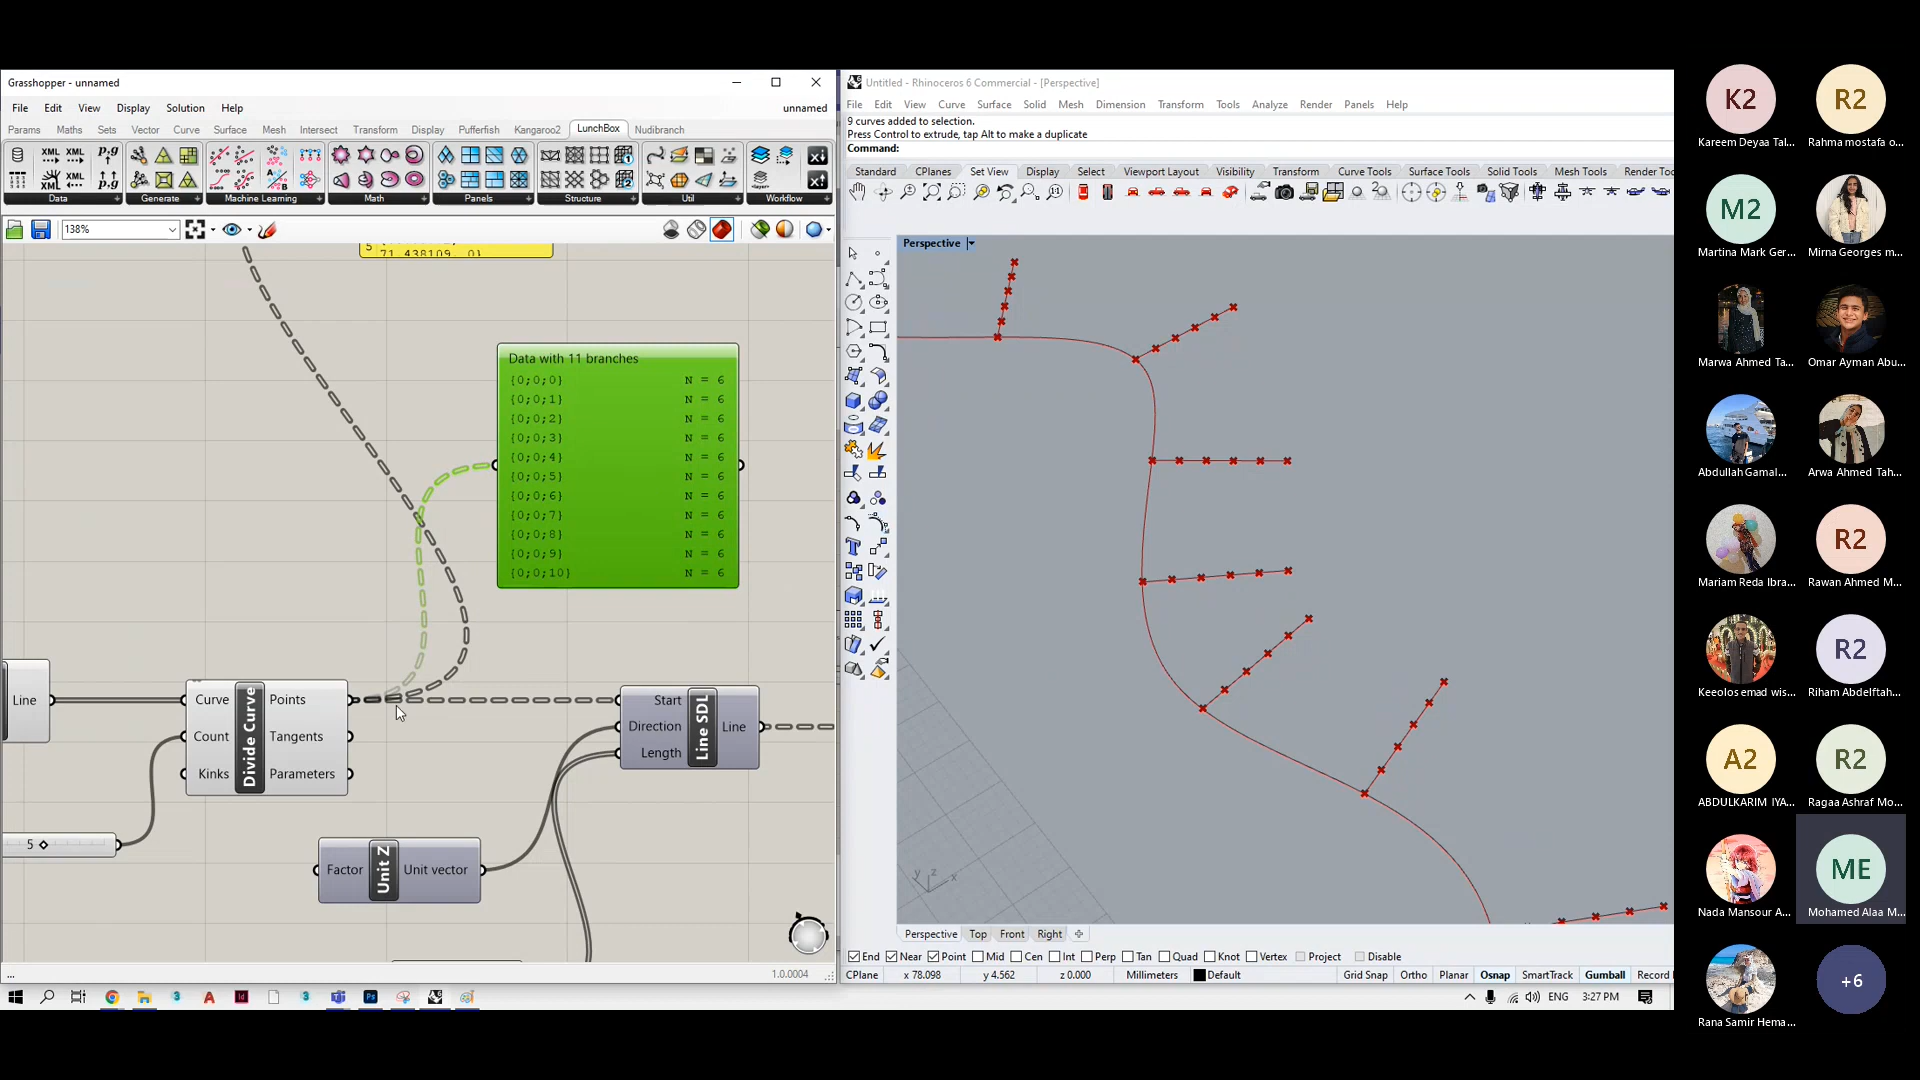 Grasshopper - unnamed
File Edit View Display Solution Help
unnamed
Params Maths Sets Vector Curve Surface Mesh Intersect Transform Display Pufferfish Kangaroo2 LunchBox Nudibranch
XML XML p,g
XML XML p,g
Data Generate Machine Learning Math Panels Structure Util Workflow
138%
71.438109, 0}
Data with 11 branches
{0;0;0} N = 6
{0;0;1} N = 6
{0;0;2} N = 6
{0;0;3} N = 6
{0;0;4} N = 6
{0;0;5} N = 6
{0;0;6} N = 6
{0;0;7} N = 6
{0;0;8} N = 6
{0;0;9} N = 6
{0;0;10} N = 6
Line
Curve
Count
Kinks
Divide Curve
Points
Tangents
Parameters
Start
Direction
Length
Line SDL
Line
5
Factor
Unit Z
Unit vector
...
1.0.0004
Untitled - Rhinoceros 6 Commercial - [Perspective]
File Edit View Curve Surface Solid Mesh Dimension Transform Tools Analyze Render Panels Help
9 curves added to selection.
Press Control to extrude, tap Alt to make a duplicate
Command:
Standard CPlanes Set View Display Select Viewport Layout Visibility Transform Curve Tools Surface Tools Solid Tools Mesh Tools Render Too
Perspective
y z x
Perspective Top Front Right
End Near Point Mid Cen Int Perp Tan Quad Knot Vertex Project Disable
CPlane x 78.098 y 4.562 z 0.000 Millimeters Default Grid Snap Ortho Planar Osnap SmartTrack Gumball Record
ENG 3:27 PM
K2
Kareem Deyaa Tal...
R2
Rahma mostafa o...
M2
Martina Mark Ger...
Mirna Georges m...
Marwa Ahmed Ta...
Omar Ayman Abu...
Abdullah Gamal...
Arwa Ahmed Tah...
Mariam Reda Ibra...
R2
Rawan Ahmed M...
Keeolos emad wis...
R2
Riham Abdelftah...
A2
ABDULKARIM IYA...
R2
Ragaa Ashraf Mo...
Nada Mansour A...
ME
Mohamed Alaa M...
Rana Samir Hema...
+6